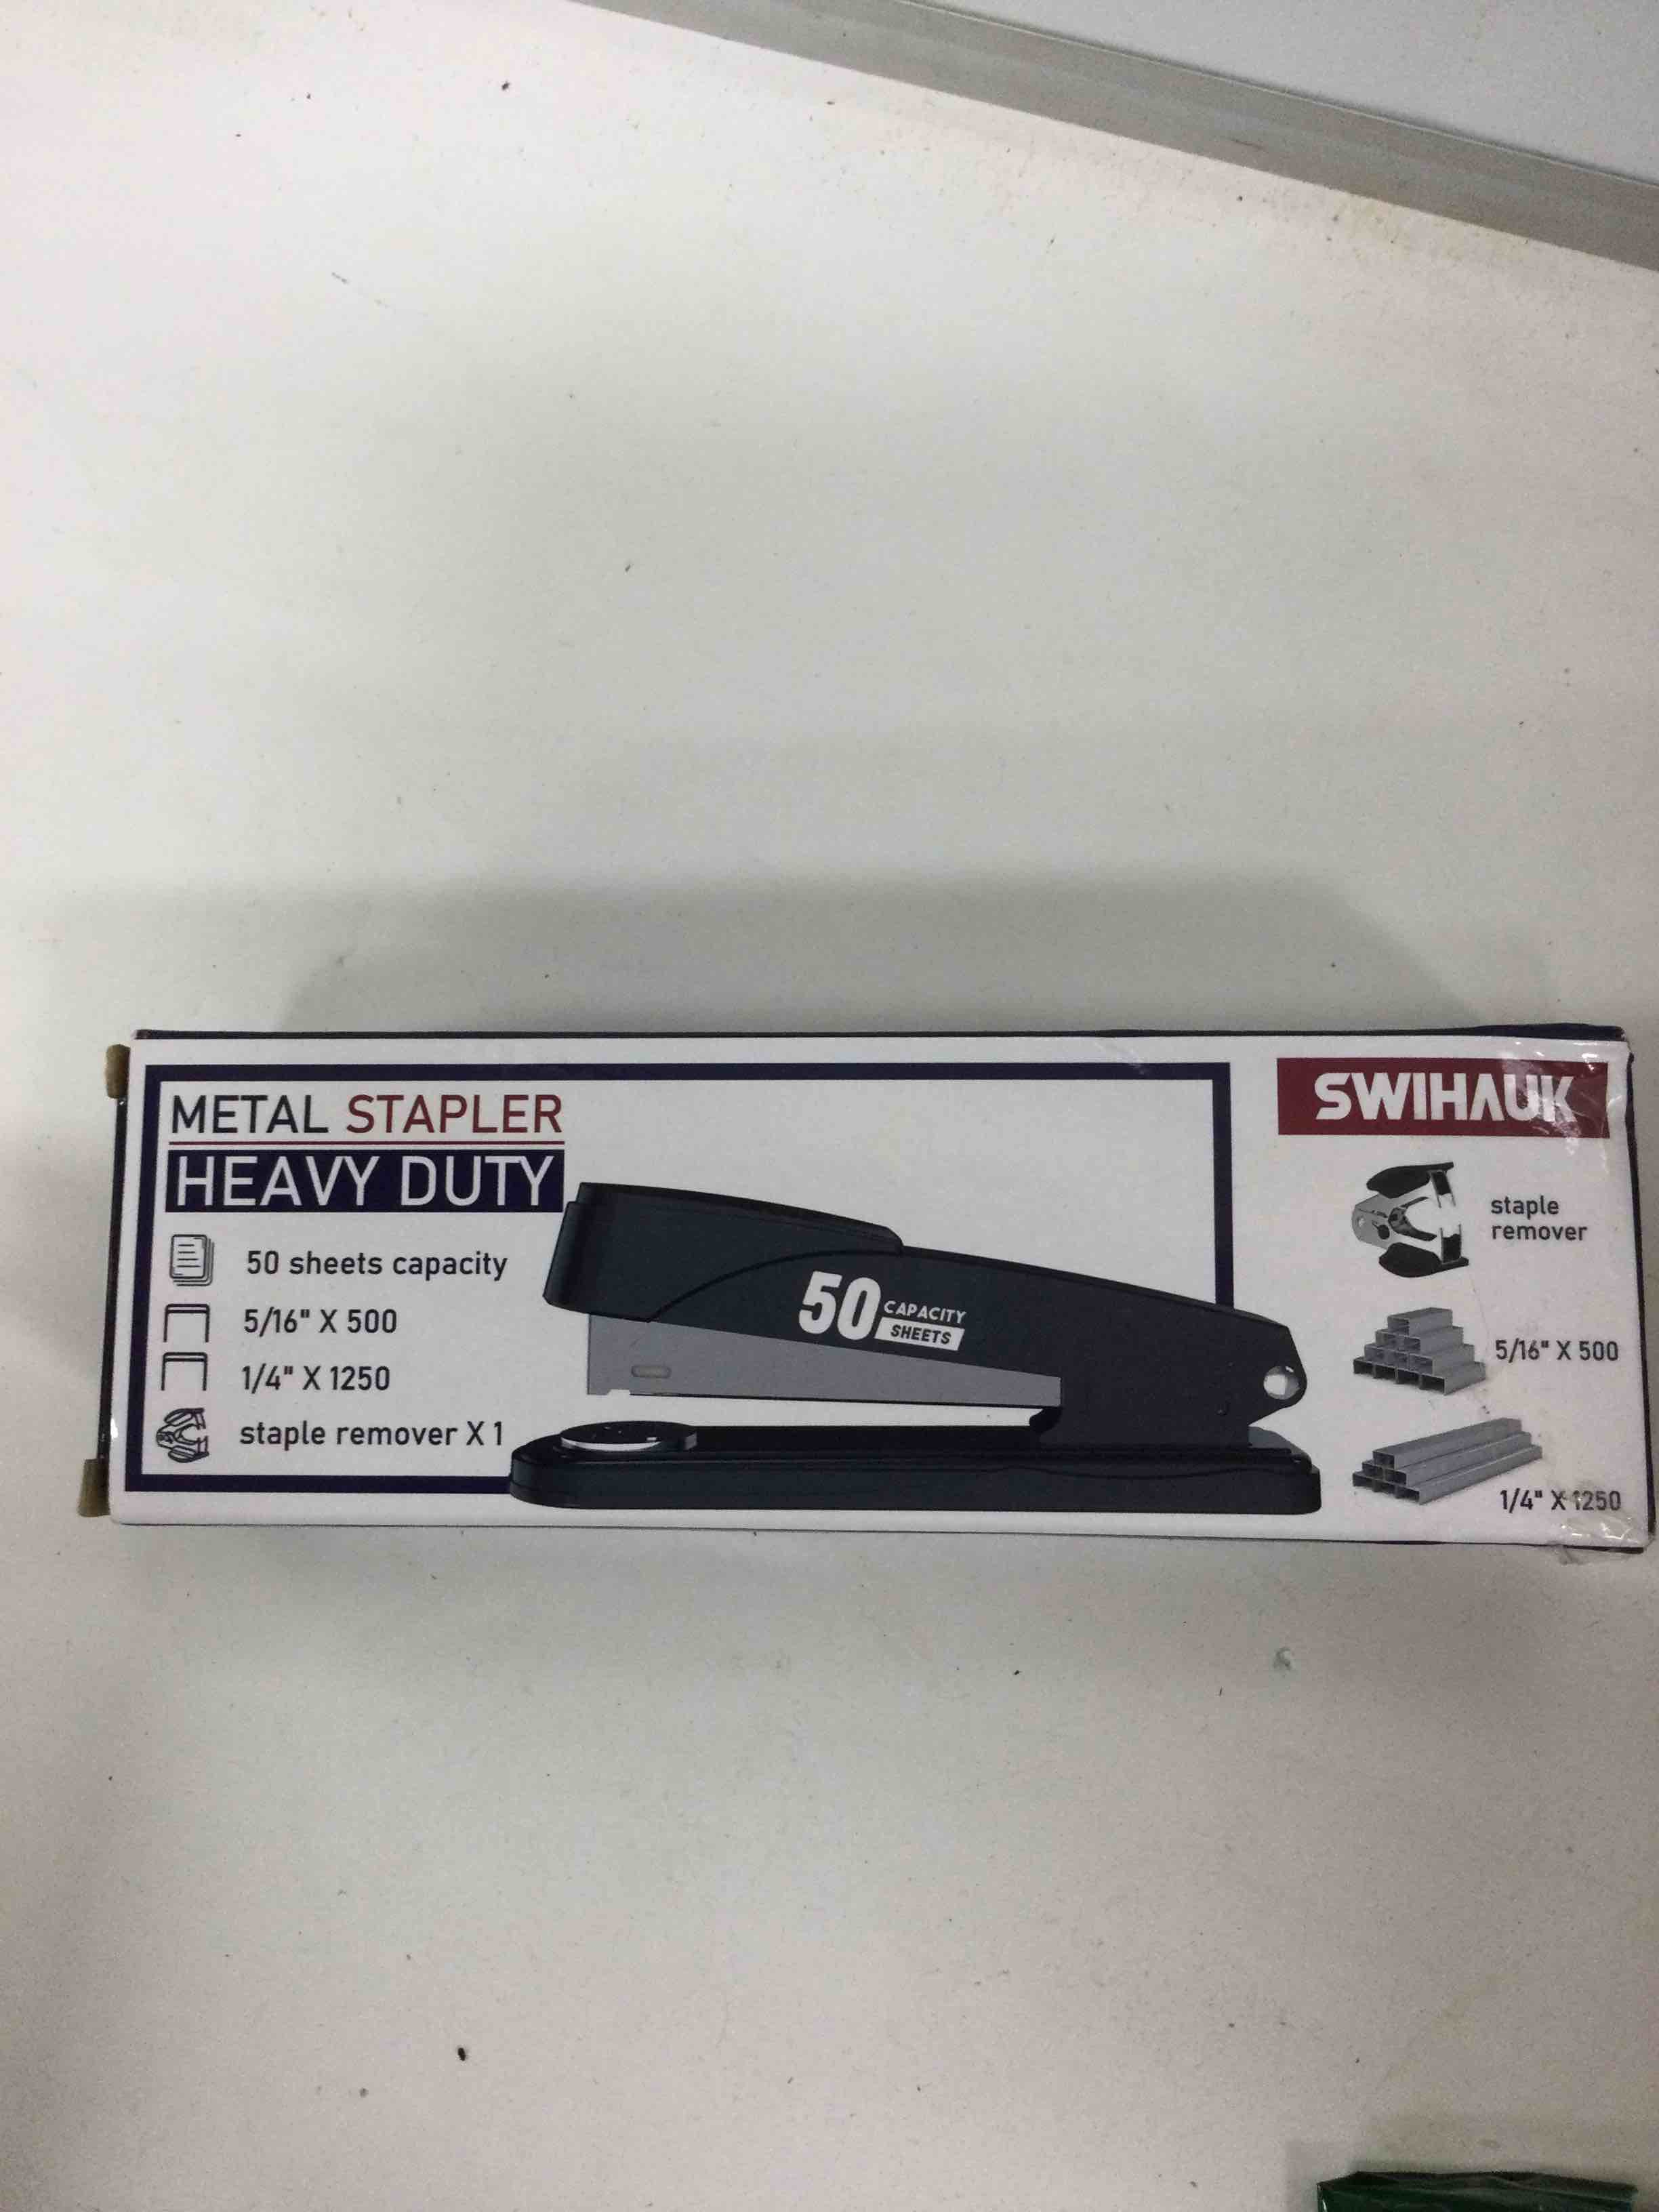 METAL STAPLER
HEAVY DUTY
50 sheets capacity
5/16" X 500
1/4" X 1250
staple remover X 1
50 CAPACITY
SHEETS
SWIHAUK
staple
remover
5/16" X 500
1/4" X 1250